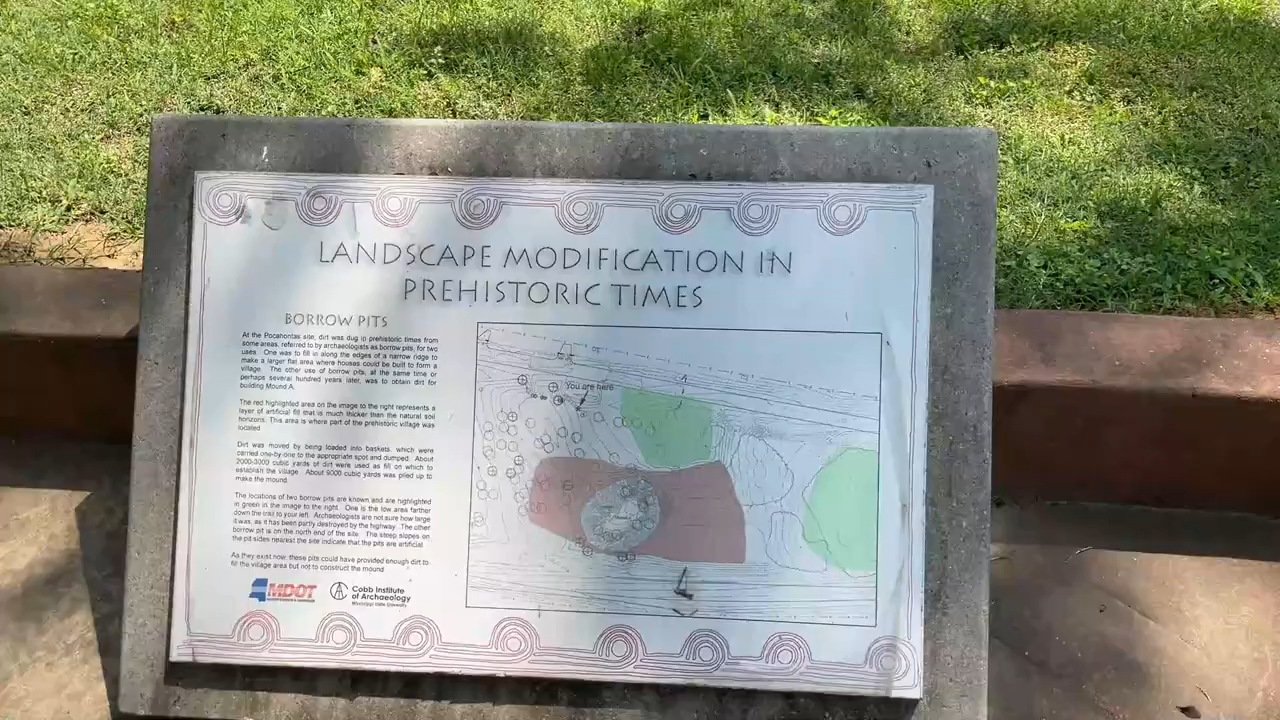 LANDSCAPE MODIFICATION IN
PREHISTORIC TIMES
BORROW PITS
At the Pocahontas site, dirt was dug in prehistoric times from
some areas, referred to by archaeologists as borrow pits, for two
uses. One was to fill in along the edges of a narrow ridge to
make a larger flat area where houses could be built to form a
village. The other use of borrow pits, at the same time or
perhaps several hundred years later, was to obtain dirt for
building Mound A.
The red highlighted area on the image to the right represents a
layer of artificial fill that is much thicker than the natural soil
horizons. This area is where part of the prehistoric village was
located.
Dirt was moved by being loaded into baskets, which were
carried one-by-one to the appropriate spot and dumped. About
2000-3000 cubic yards of dirt were used as fill on which to
establish the village. About 9000 cubic yards was piled up to
make the mound.
The locations of two borrow pits are known and are highlighted
in green in the image to the right. One is the low area farther
down the trail to your left. Archaeologists are not sure how large
it was, as it has been partly destroyed by the highway. The other
borrow pit is on the north end of the site. The steep slopes on
the pit sides nearest the site indicate that the pits are artificial.
As they exist now, these pits could have provided enough dirt to
fill the village area but not to construct the mound.
You are here
MDOT
Cobb Institute
of Archaeology
Mississippi State University